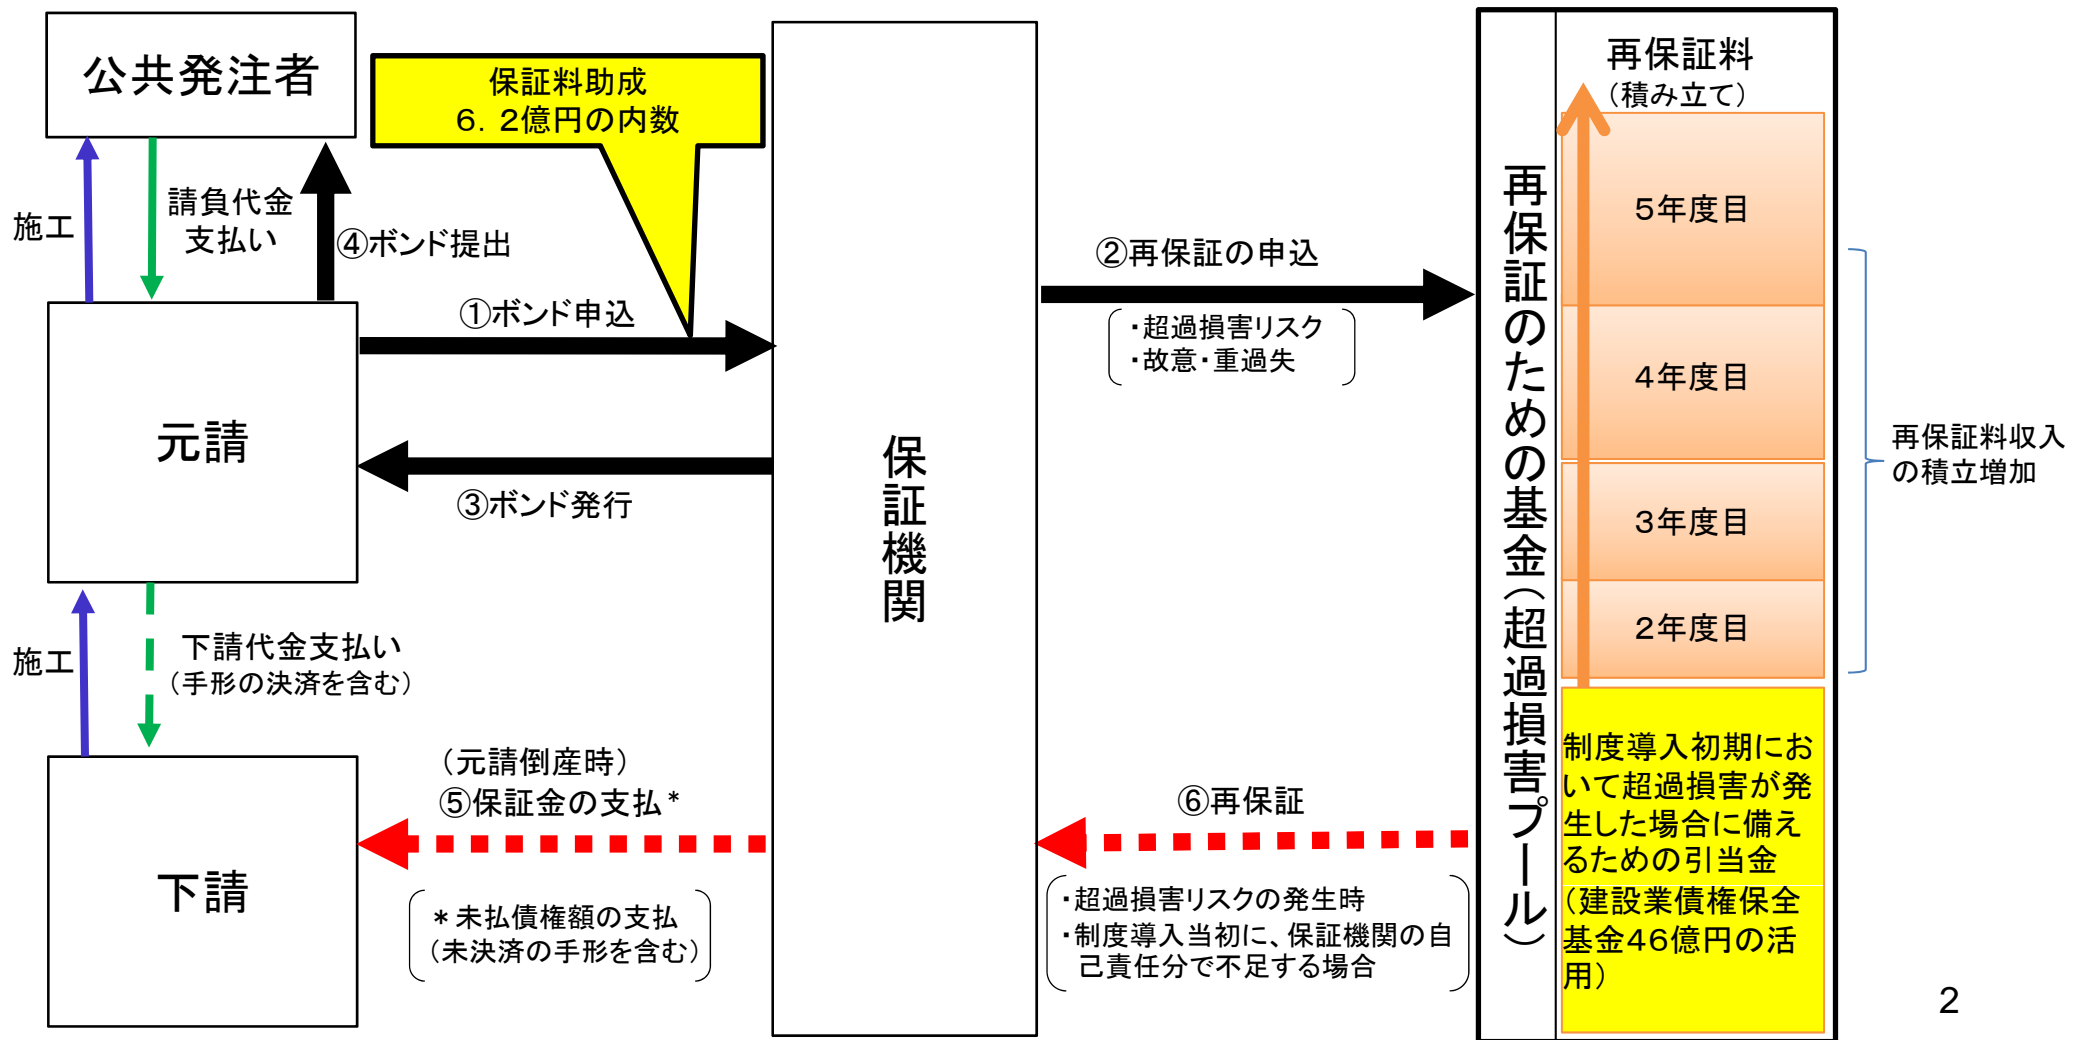 公共発注者
保証料助成
６．２億円の内数
施工
請負代金
支払い
④ボンド提出
①ボンド申込
元請
③ボンド発行
施工
下請代金支払い
（手形の決済を含む）
下請
（元請倒産時）
⑤保証金の支払*
＊未払債権額の支払
（未決済の手形を含む）
保証機関
②再保証の申込
・超過損害リスク
・故意・重過失
⑥再保証
・超過損害リスクの発生時
・制度導入当初に、保証機関の自
己責任分で不足する場合
再保証のための基金（超過損害プール）
再保証料
（積み立て）
５年度目
４年度目
３年度目
２年度目
制度導入初期にお
いて超過損害が発
生した場合に備え
るための引当金
（建設業債権保全
基金４６億円の活
用）
再保証料収入
の積立増加
２